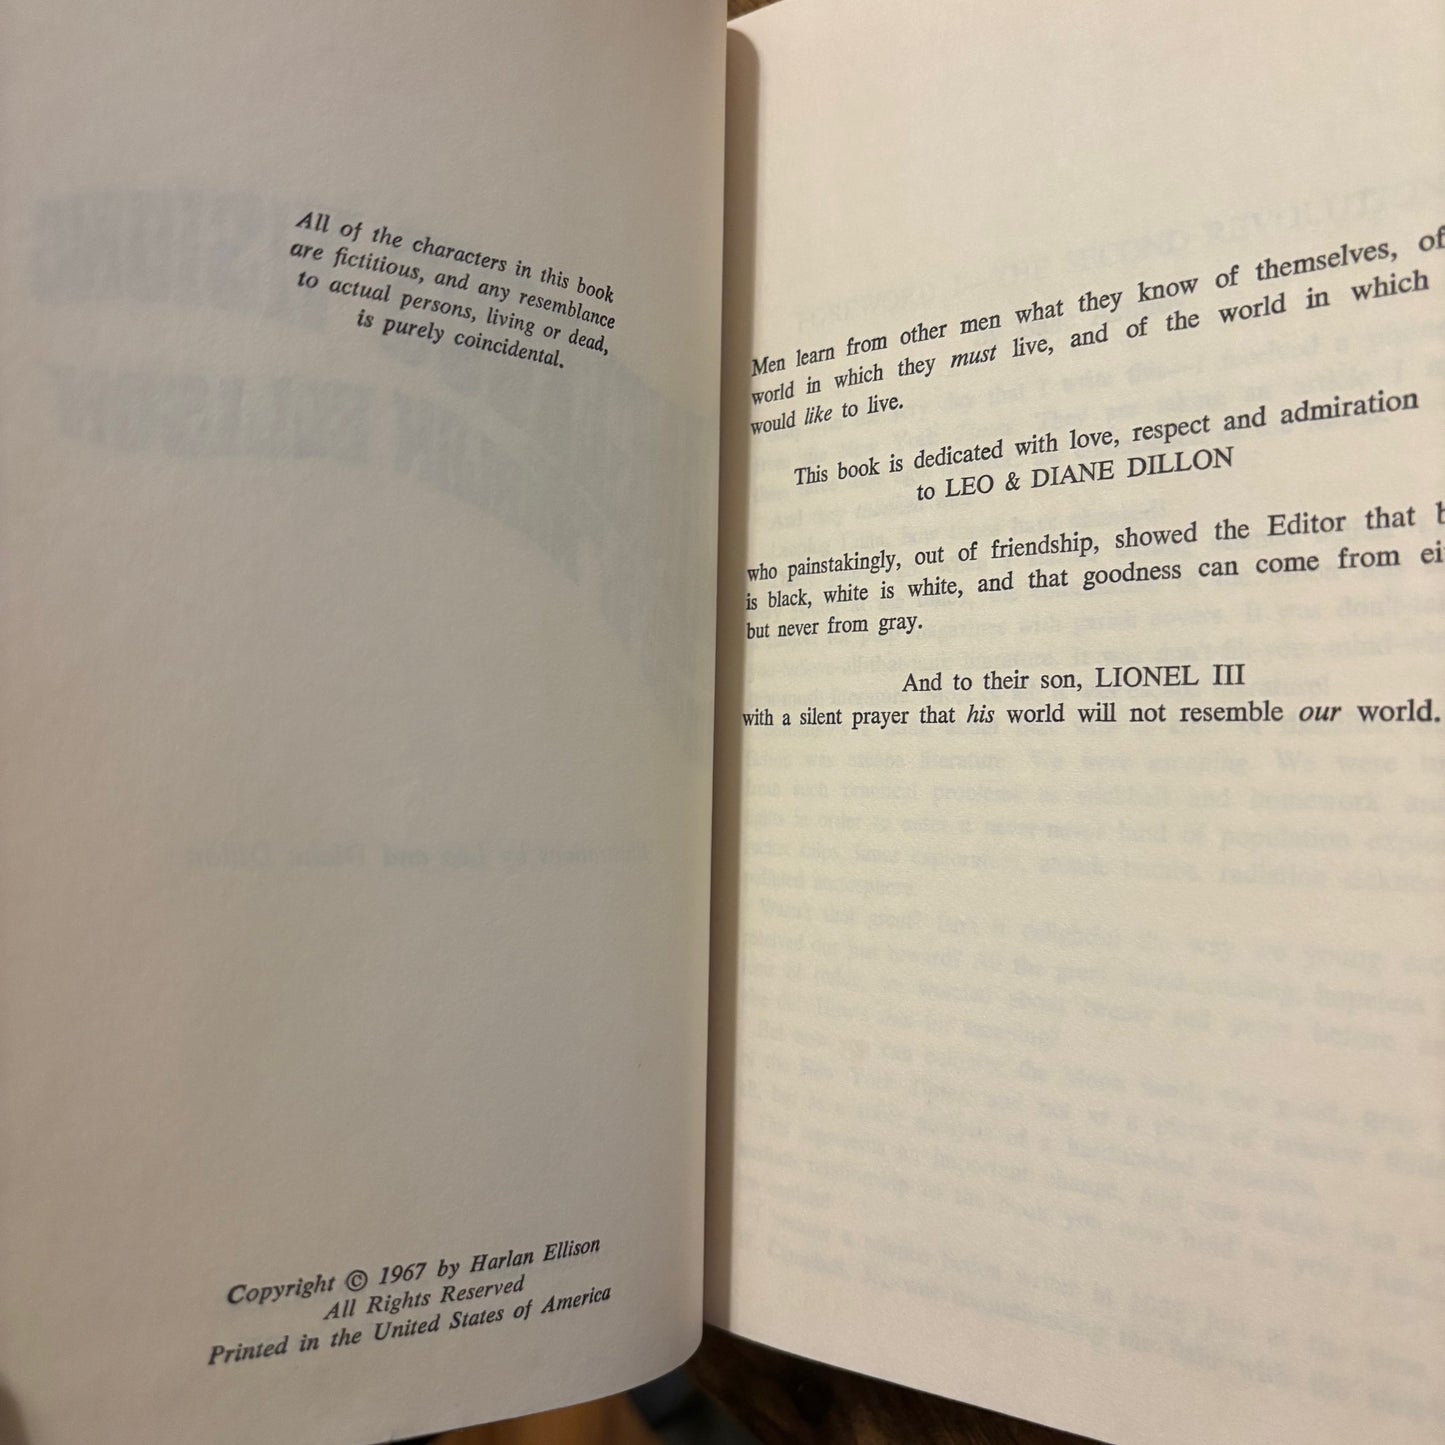 All of the characters in this book
are fictitious, and any resemblance
to actual persons, living or dead,
is purely coincidental.
Copyright © 1967 by Harlan Ellison
All Rights Reserved
Printed in the United States of America
Men learn from other men what they know of themselves, of
world in which they must live, and of the world in which
would like to live.
This book is dedicated with love, respect and admiration
to LEO & DIANE DILLON
who painstakingly, out of friendship, showed the Editor that
is black, white is white, and that goodness can come from
but never from gray.
And to their son, LIONEL III
with a silent prayer that his world will not resemble our world.